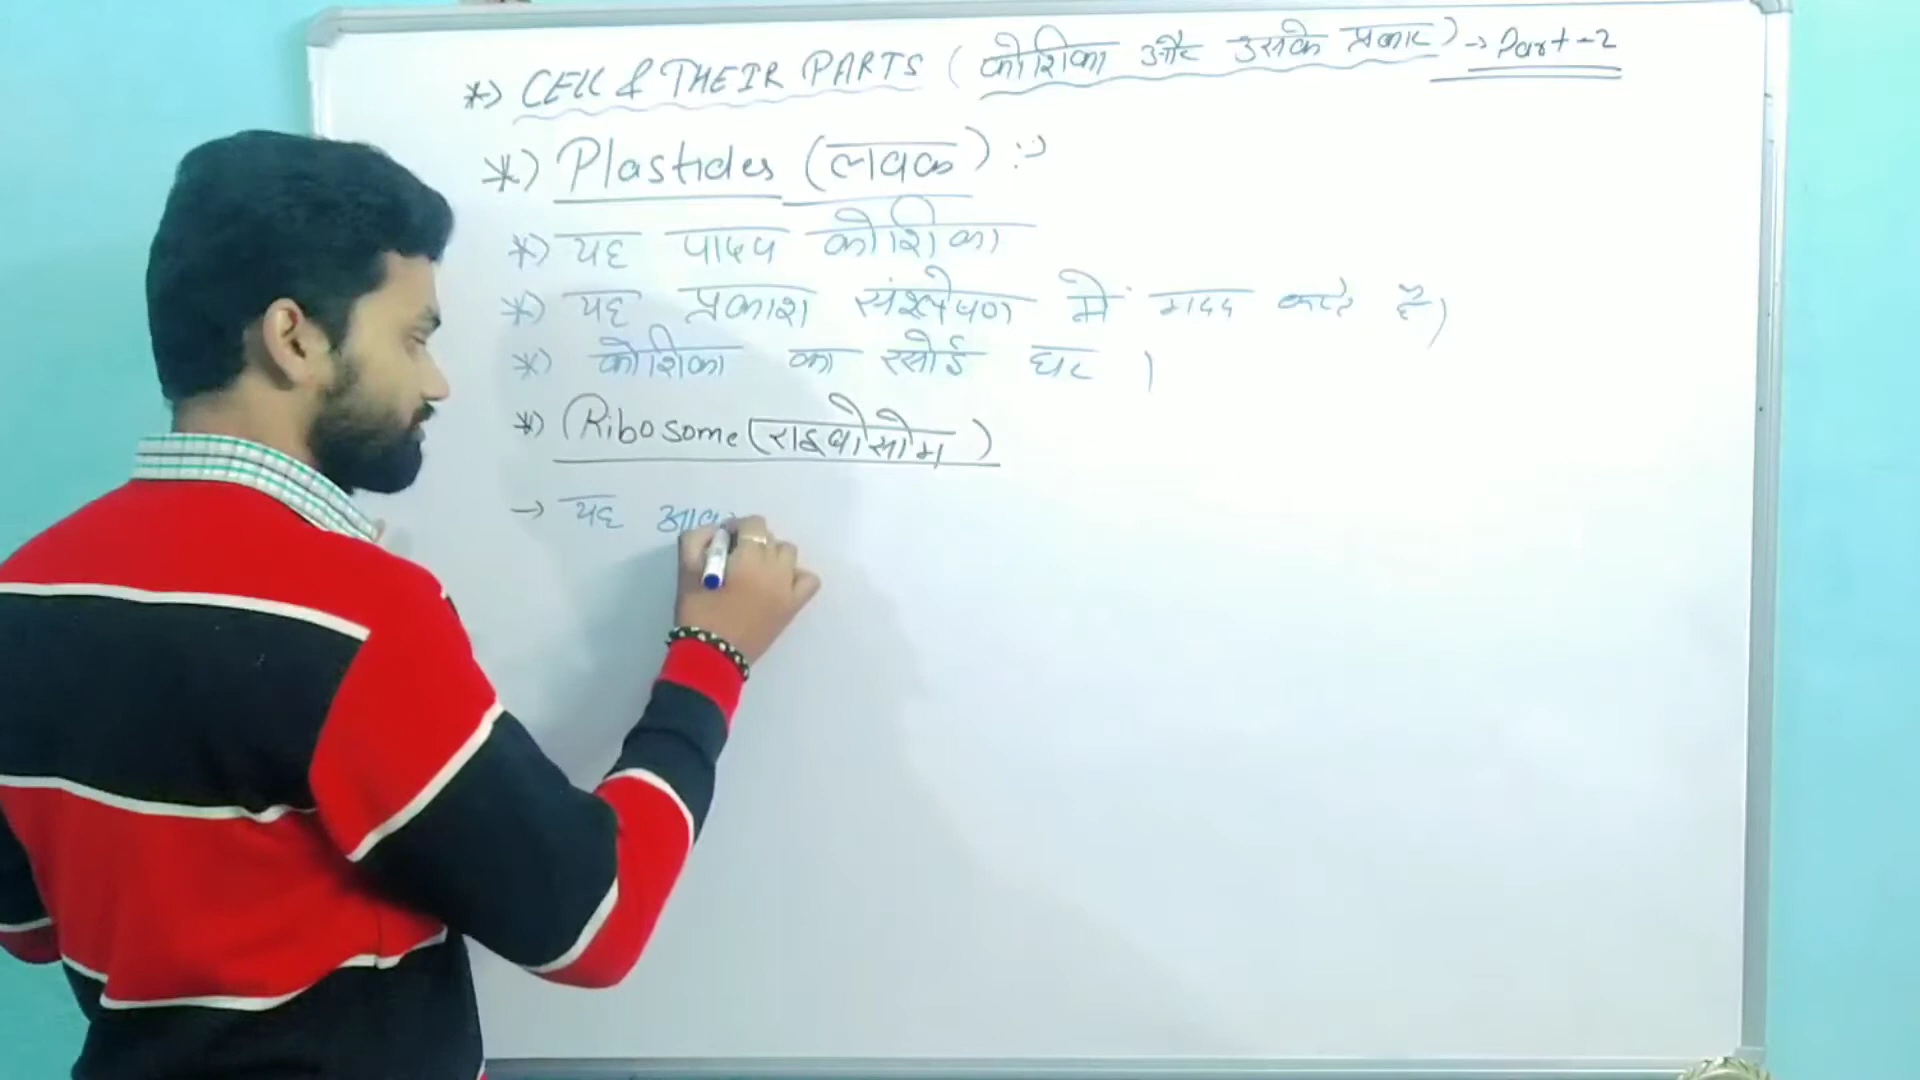 *) CELL & THEIR PARTS (कोशिका और उसके प्रकार) → Part-2
*) Plastides (लवक) :-
*) यह पादप कोशिका
*) यह प्रकाश संश्लेषण में मदद करते है।
*) कोशिका का रसोई घर ।
*) Ribosome (राइबोसोम)
→ यह